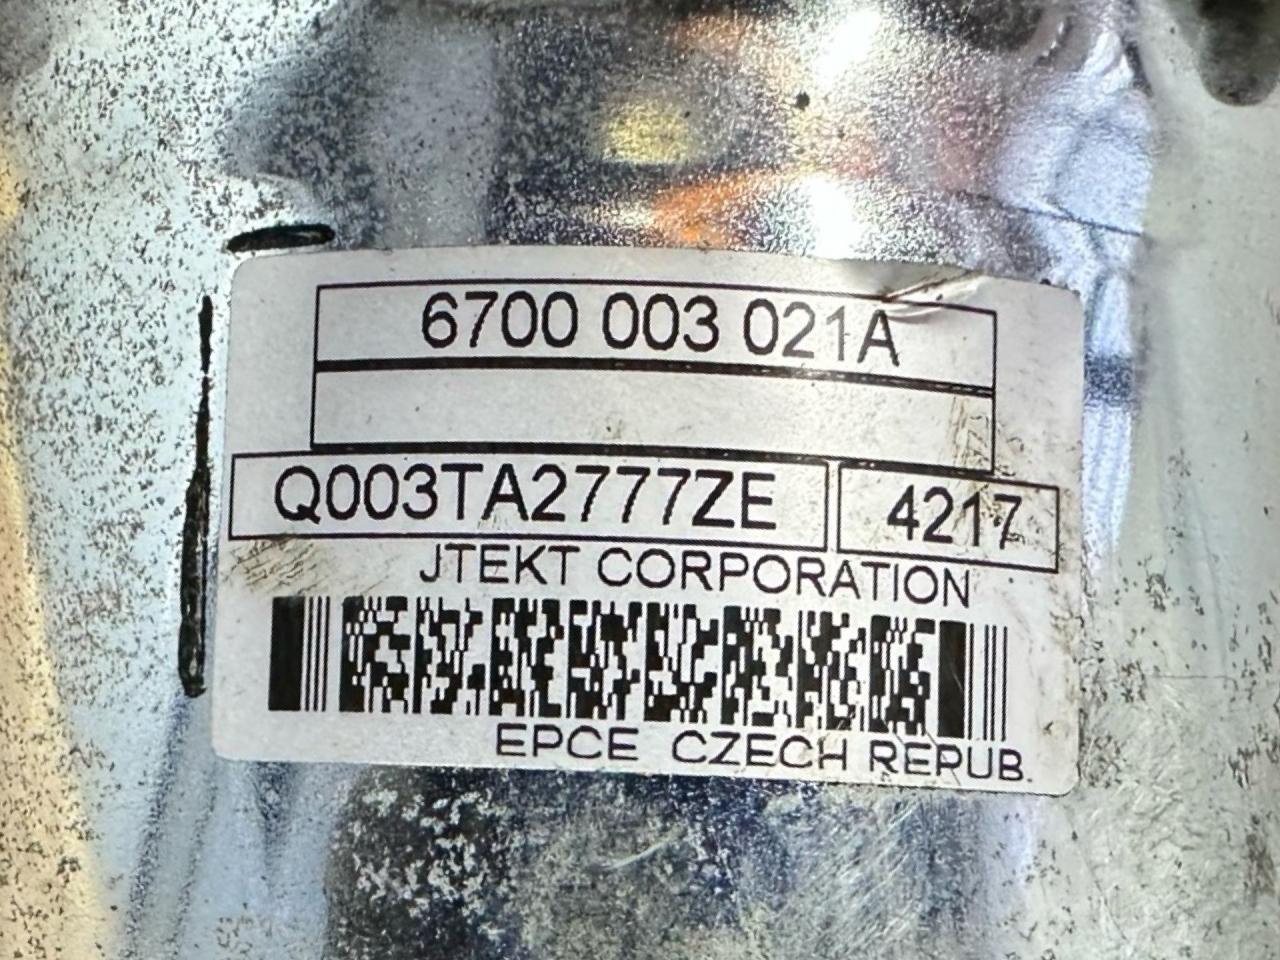 6700 003 021A
Q003TA2777ZE 4217
JTEKT CORPORATION
EPCE CZECH REPUB.